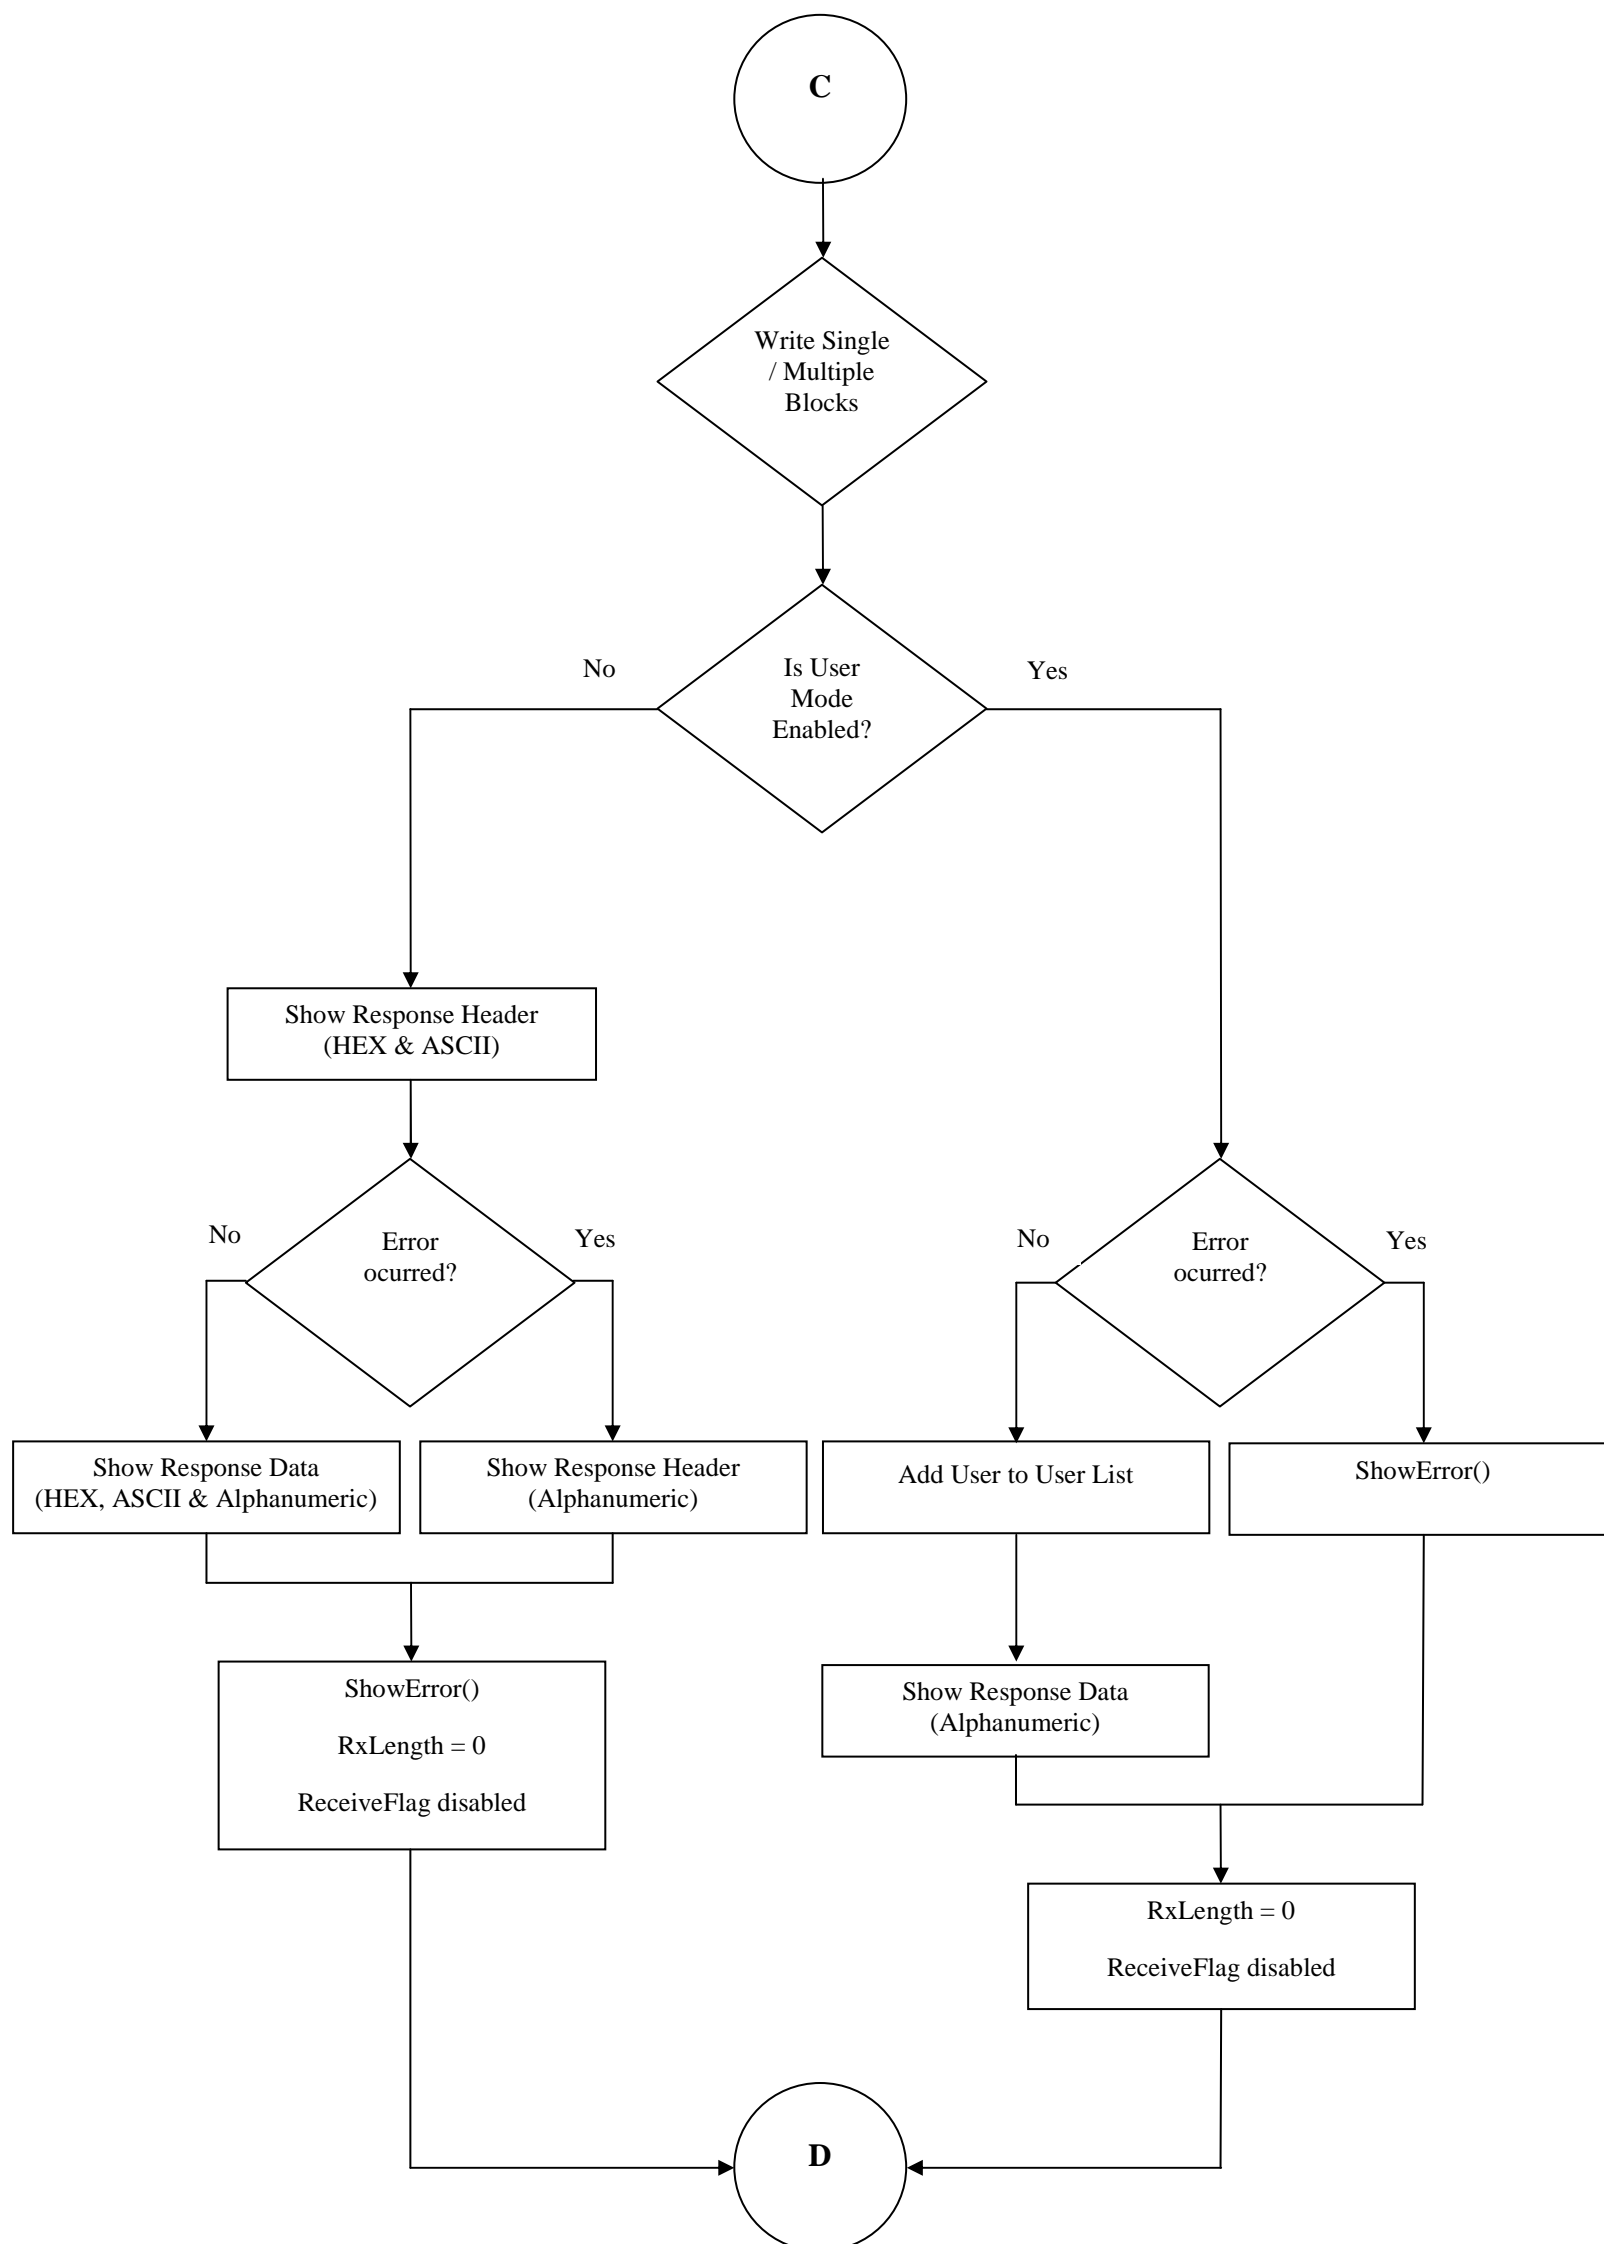 C
Write Single
/ Multiple
Blocks
No
Is User
Mode
Enabled?
Yes
Show Response Header
(HEX & ASCII)
No
Error
ocurred?
Yes
No
Error
ocurred?
Yes
Show Response Data
(HEX, ASCII & Alphanumeric)
Show Response Header
(Alphanumeric)
Add User to User List
ShowError()
ShowError()
RxLength = 0
ReceiveFlag disabled
Show Response Data
(Alphanumeric)
RxLength = 0
ReceiveFlag disabled
D